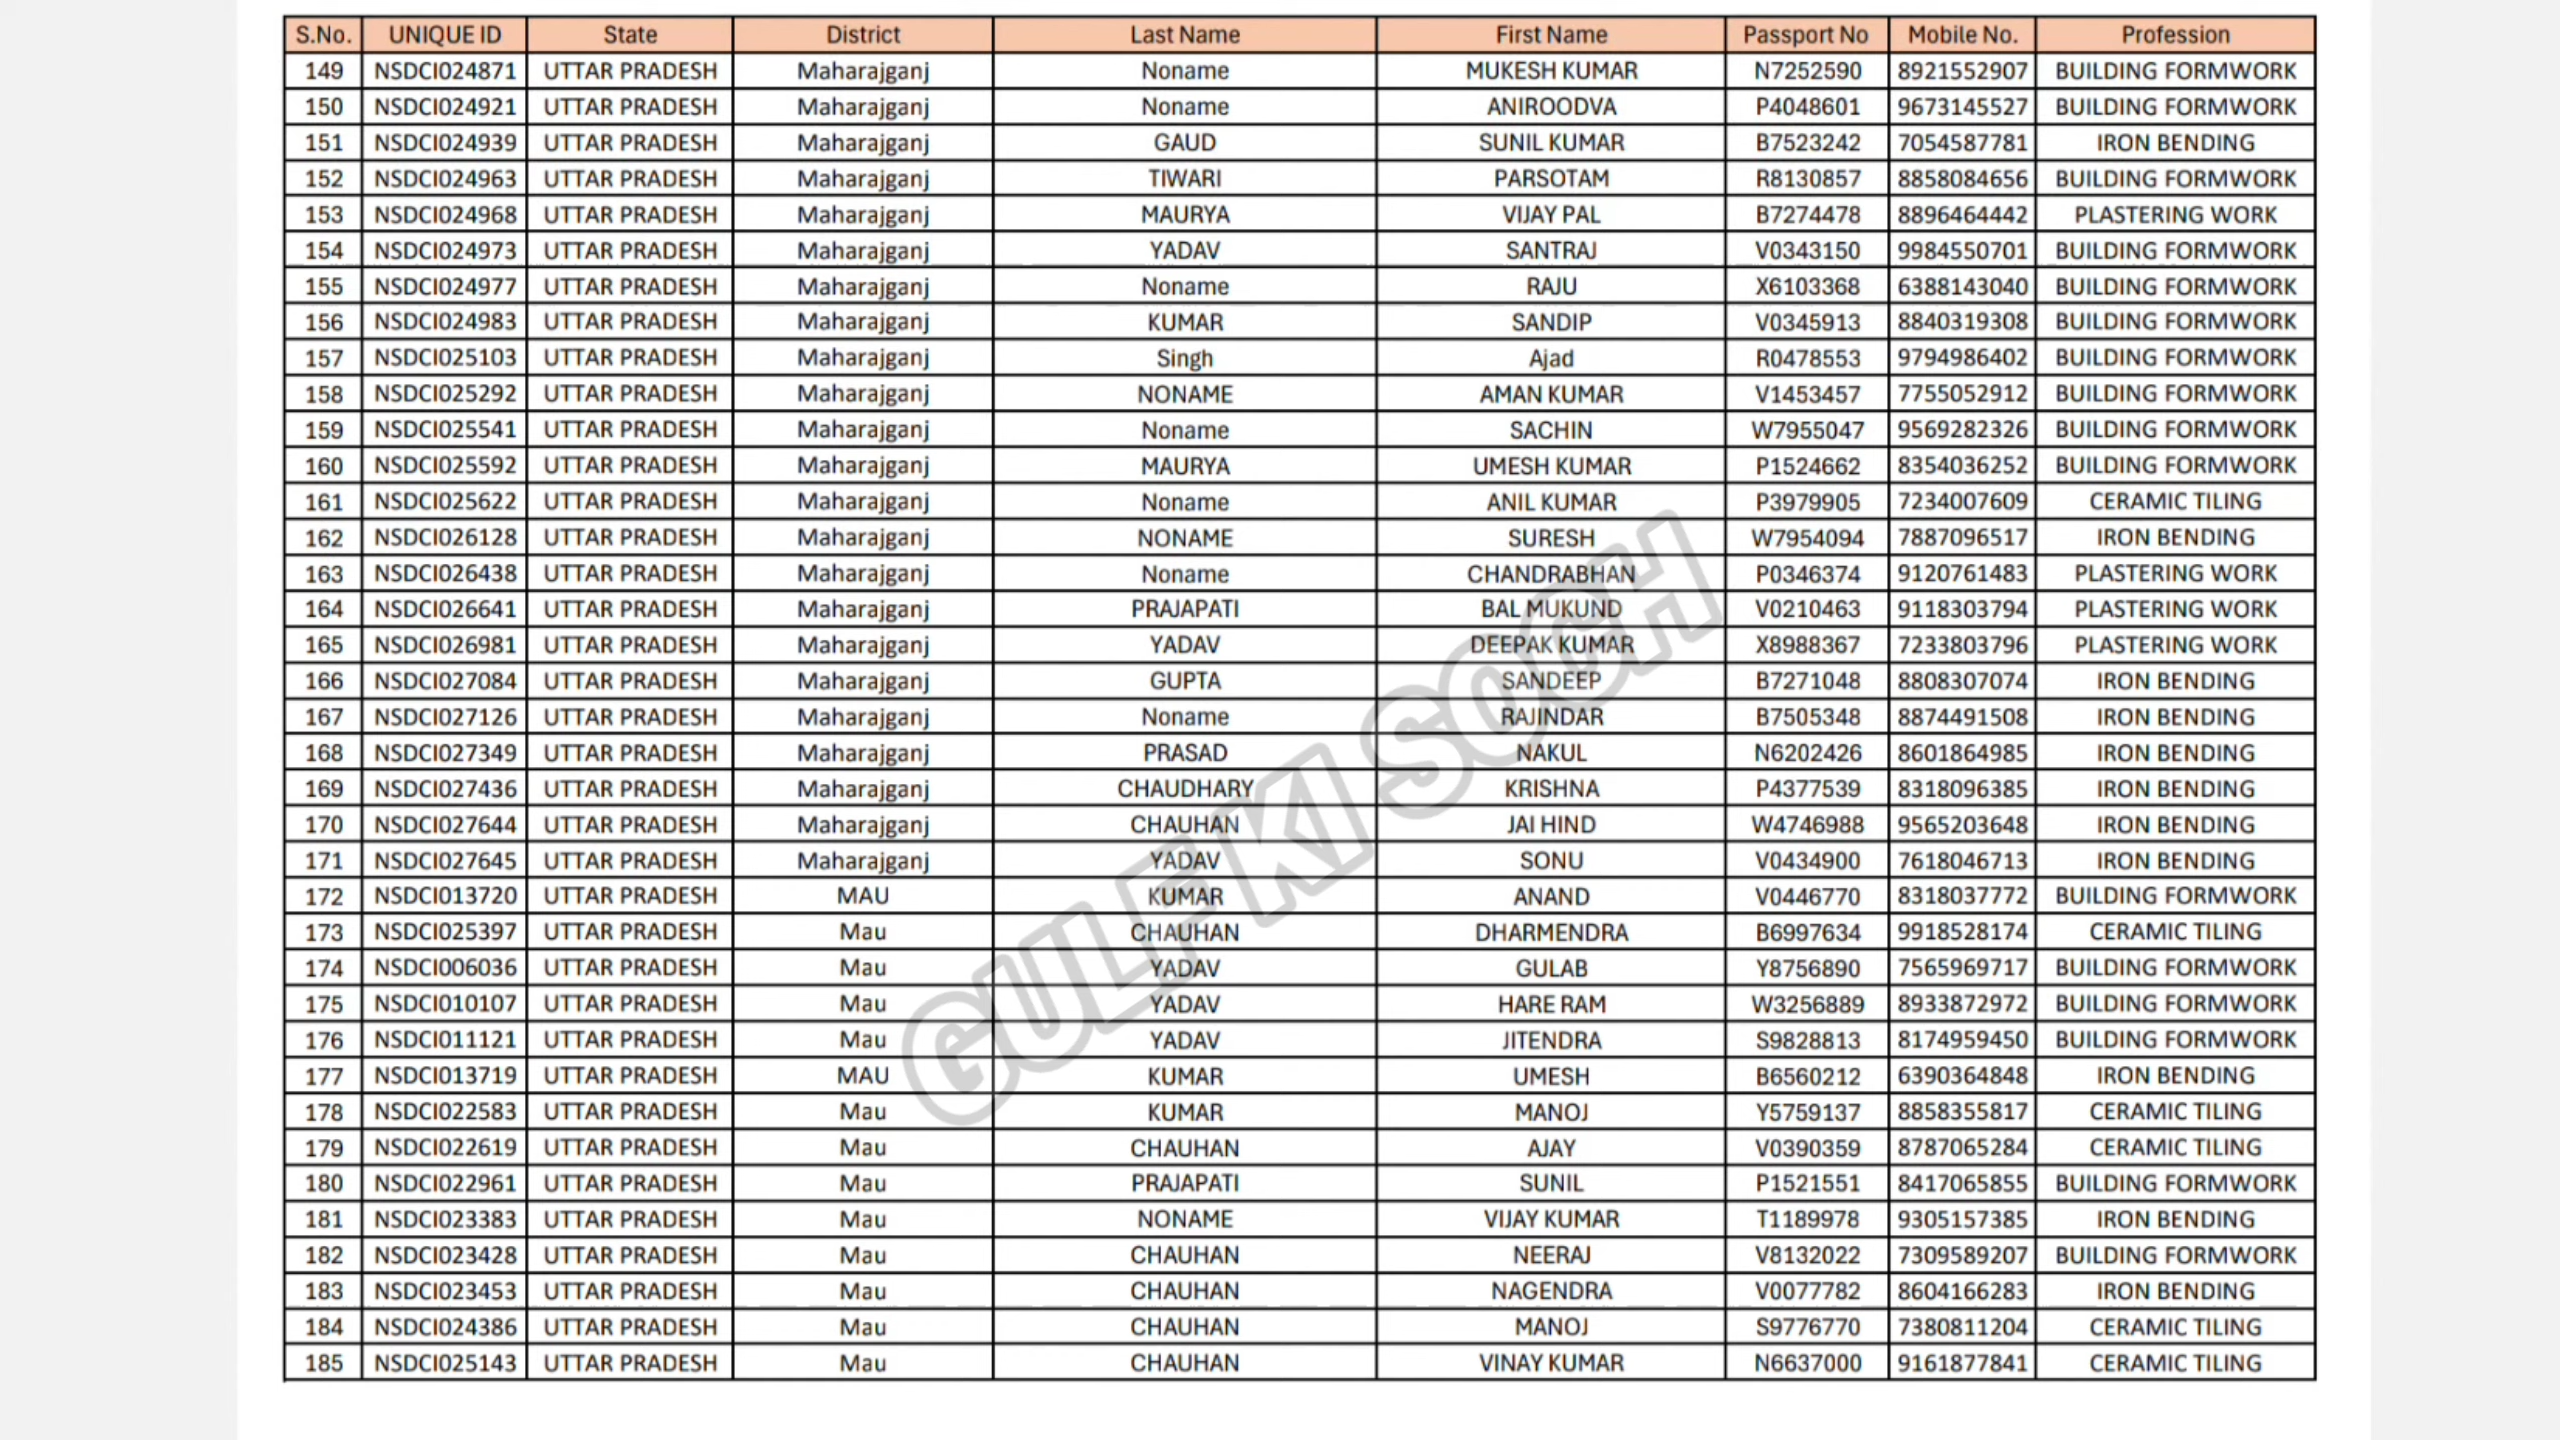 S.No. UNIQUE ID State District Last Name First Name Passport No Mobile No. Profession
149 NSDCI024871 UTTAR PRADESH Maharajganj Noname MUKESH KUMAR N7252590 8921552907 BUILDING FORMWORK
150 NSDCI024921 UTTAR PRADESH Maharajganj Noname ANIROODVA P4048601 9673145527 BUILDING FORMWORK
151 NSDCI024939 UTTAR PRADESH Maharajganj GAUD SUNIL KUMAR B7523242 7054587781 IRON BENDING
152 NSDCI024963 UTTAR PRADESH Maharajganj TIWARI PARSOTAM R8130857 8858084656 BUILDING FORMWORK
153 NSDCI024968 UTTAR PRADESH Maharajganj MAURYA VIJAY PAL B7274478 8896464442 PLASTERING WORK
154 NSDCI024973 UTTAR PRADESH Maharajganj YADAV SANTRAJ V0343150 9984550701 BUILDING FORMWORK
155 NSDCI024977 UTTAR PRADESH Maharajganj Noname RAJU X6103368 6388143040 BUILDING FORMWORK
156 NSDCI024983 UTTAR PRADESH Maharajganj KUMAR SANDIP V0345913 8840319308 BUILDING FORMWORK
157 NSDCI025103 UTTAR PRADESH Maharajganj Singh Ajad R0478553 9794986402 BUILDING FORMWORK
158 NSDCI025292 UTTAR PRADESH Maharajganj NONAME AMAN KUMAR V1453457 7755052912 BUILDING FORMWORK
159 NSDCI025541 UTTAR PRADESH Maharajganj Noname SACHIN W7955047 9569282326 BUILDING FORMWORK
160 NSDCI025592 UTTAR PRADESH Maharajganj MAURYA UMESH KUMAR P1524662 8354036252 BUILDING FORMWORK
161 NSDCI025622 UTTAR PRADESH Maharajganj Noname ANIL KUMAR P3979905 7234007609 CERAMIC TILING
162 NSDCI026128 UTTAR PRADESH Maharajganj NONAME SURESH W7954094 7887096517 IRON BENDING
163 NSDCI026438 UTTAR PRADESH Maharajganj Noname CHANDRABHAN P0346374 9120761483 PLASTERING WORK
164 NSDCI026641 UTTAR PRADESH Maharajganj PRAJAPATI BAL MUKUND V0210463 9118303794 PLASTERING WORK
165 NSDCI026981 UTTAR PRADESH Maharajganj YADAV DEEPAK KUMAR X8988367 7233803796 PLASTERING WORK
166 NSDCI027084 UTTAR PRADESH Maharajganj GUPTA SANDEEP B7271048 8808307074 IRON BENDING
167 NSDCI027126 UTTAR PRADESH Maharajganj Noname RAJINDAR B7505348 8874491508 IRON BENDING
168 NSDCI027349 UTTAR PRADESH Maharajganj PRASAD NAKUL N6202426 8601864985 IRON BENDING
169 NSDCI027436 UTTAR PRADESH Maharajganj CHAUDHARY KRISHNA P4377539 8318096385 IRON BENDING
170 NSDCI027644 UTTAR PRADESH Maharajganj CHAUHAN JAI HIND W4746988 9565203648 IRON BENDING
171 NSDCI027645 UTTAR PRADESH Maharajganj YADAV SONU V0434900 7618046713 IRON BENDING
172 NSDCI013720 UTTAR PRADESH MAU KUMAR ANAND V0446770 8318037772 BUILDING FORMWORK
173 NSDCI025397 UTTAR PRADESH Mau CHAUHAN DHARMENDRA B6997634 9918528174 CERAMIC TILING
174 NSDCI006036 UTTAR PRADESH Mau YADAV GULAB Y8756890 7565969717 BUILDING FORMWORK
175 NSDCI010107 UTTAR PRADESH Mau YADAV HARE RAM W3256889 8933872972 BUILDING FORMWORK
176 NSDCI011121 UTTAR PRADESH Mau YADAV JITENDRA S9828813 8174959450 BUILDING FORMWORK
177 NSDCI013719 UTTAR PRADESH MAU KUMAR UMESH B6560212 6390364848 IRON BENDING
178 NSDCI022583 UTTAR PRADESH Mau KUMAR MANOJ Y5759137 8858355817 CERAMIC TILING
179 NSDCI022619 UTTAR PRADESH Mau CHAUHAN AJAY V0390359 8787065284 CERAMIC TILING
180 NSDCI022961 UTTAR PRADESH Mau PRAJAPATI SUNIL P1521551 8417065855 BUILDING FORMWORK
181 NSDCI023383 UTTAR PRADESH Mau NONAME VIJAY KUMAR T1189978 9305157385 IRON BENDING
182 NSDCI023428 UTTAR PRADESH Mau CHAUHAN NEERAJ V8132022 7309589207 BUILDING FORMWORK
183 NSDCI023453 UTTAR PRADESH Mau CHAUHAN NAGENDRA V0077782 8604166283 IRON BENDING
184 NSDCI024386 UTTAR PRADESH Mau CHAUHAN MANOJ S9776770 7380811204 CERAMIC TILING
185 NSDCI025143 UTTAR PRADESH Mau CHAUHAN VINAY KUMAR N6637000 9161877841 CERAMIC TILING
GULF KI SOCH